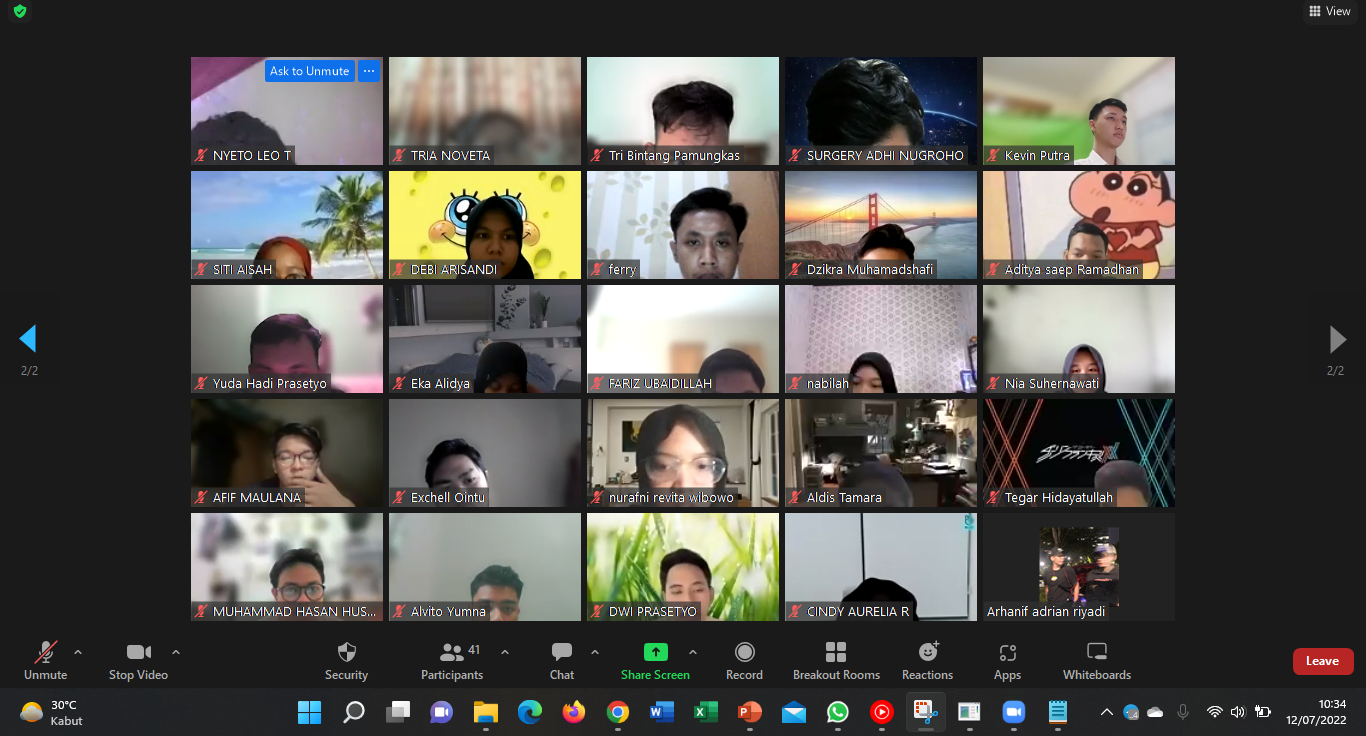 View
Ask to Unmute ...
NYETO LEO T
TRIA NOVETA
Tri Bintang Pamungkas
SURGERY ADHI NUGROHO
Kevin Putra
SITI AISAH
DEBI ARISANDI
ferry
Dzikra Muhamadshafi
Aditya saep Ramadhan
2/2
2/2
Yuda Hadi Prasetyo
Eka Alidya
FARIZ UBAIDILLAH
nabilah
Nia Suhernawati
AFIF MAULANA
Exchell Ointu
nurafni revita wibowo
Aldis Tamara
Tegar Hidayatullah
MUHAMMAD HASAN HUS...
Alvito Yumna
DWI PRASETYO
CINDY AURELIA R
Arhanif adrian riyadi
Unmute
Stop Video
Security
Participants
41
Chat
Share Screen
Record
Breakout Rooms
Reactions
Apps
Whiteboards
Leave
30°C
Kabut
10:34
12/07/2022